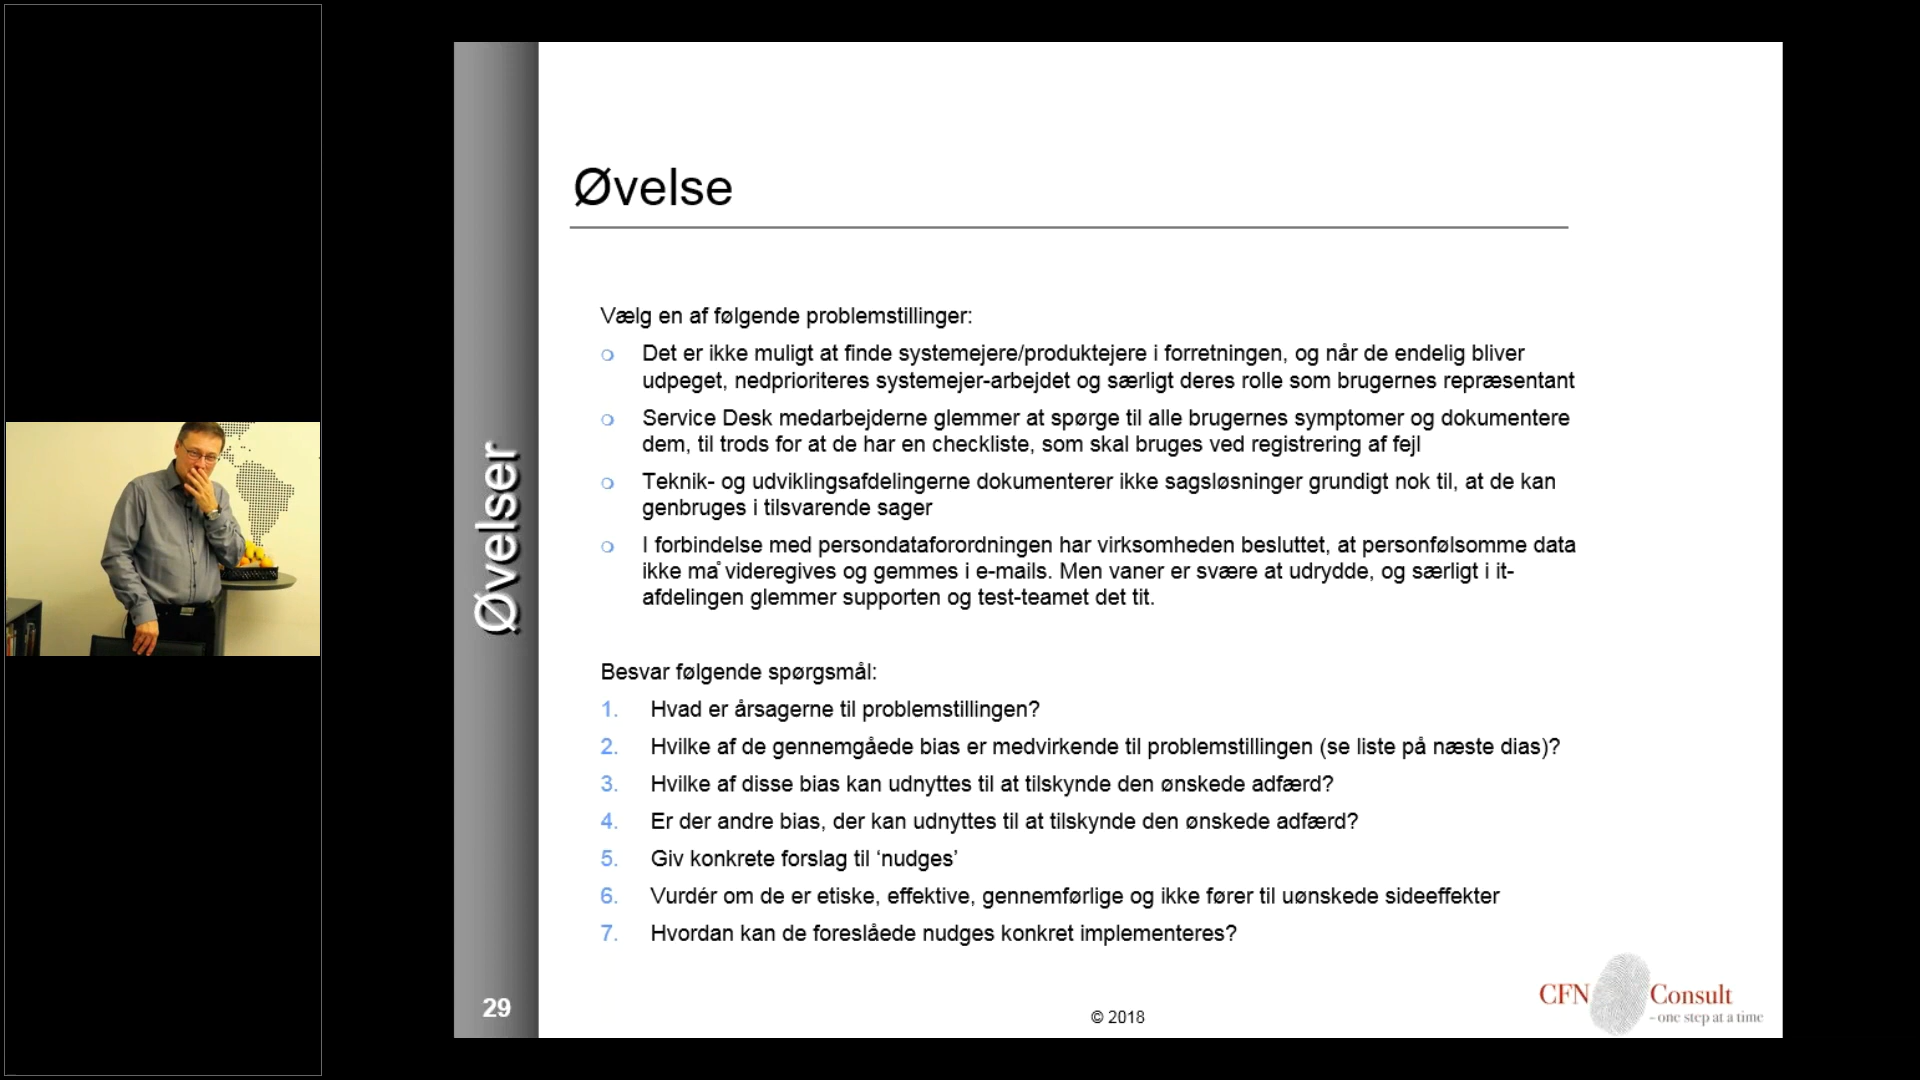 Øvelse
Vælg en af følgende problemstillinger:
Det er ikke muligt at finde systemejere/produktejere i forretningen, og når de endelig bliver
udpeget, nedprioriteres systemejer-arbejdet og særligt deres rolle som brugernes repræsentant
Service Desk medarbejderne glemmer at spørge til alle brugernes symptomer og dokumentere
dem, til trods for at de har en checkliste, som skal bruges ved registrering af fejl
Teknik- og udviklingsafdelingerne dokumenterer ikke sagsløsninger grundigt nok til, at de kan
genbruges i tilsvarende sager
I forbindelse med persondataforordningen har virksomheden besluttet, at personfølsomme data
ikke må videregives og gemmes i e-mails. Men vaner er svære at udrydde, og særligt i it-
afdelingen glemmer supporten og test-teamet det tit.
Besvar følgende spørgsmål:
1. Hvad er årsagerne til problemstillingen?
2. Hvilke af de gennemgåede bias er medvirkende til problemstillingen (se liste på næste dias)?
3. Hvilke af disse bias kan udnyttes til at tilskynde den ønskede adfærd?
4. Er der andre bias, der kan udnyttes til at tilskynde den ønskede adfærd?
5. Giv konkrete forslag til ‘nudges’
6. Vurdér om de er etiske, effektive, gennemførlige og ikke fører til uønskede sideeffekter
7. Hvordan kan de foreslåede nudges konkret implementeres?
Øvelser
29
© 2018
CFN Consult
- one step at a time